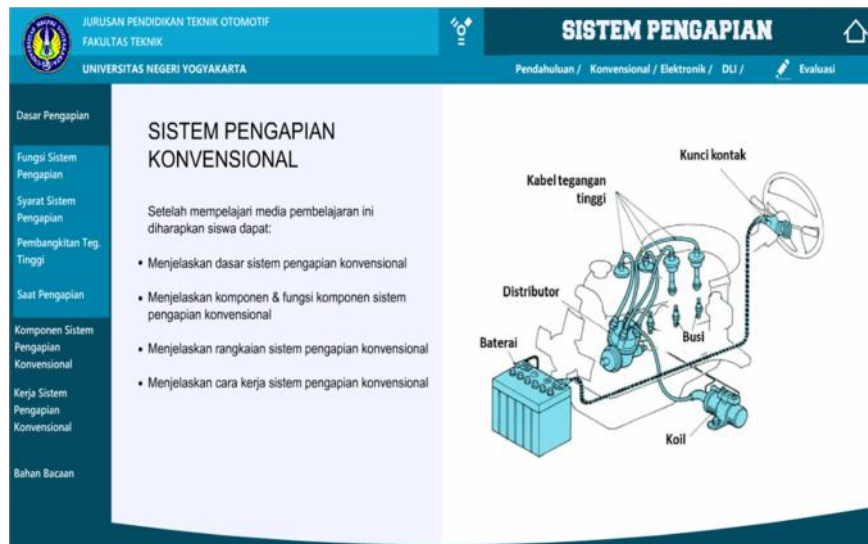 JURUSAN PENDIDIKAN TEKNIK OTOMOTIF
FAKULTAS TEKNIK
UNIVERSITAS NEGERI YOGYAKARTA
SISTEM PENGAPIAN
Pendahuluan / Konvensional / Elektronik / DLI / Evaluasi
Dasar Pengapian
Fungsi Sistem
Pengapian
Syarat Sistem
Pengapian
Pembangkitan Teg.
Tinggi
Saat Pengapian
Komponen Sistem
Pengapian
Konvensional
Kerja Sistem
Pengapian
Konvensional
Bahan Bacaan
SISTEM PENGAPIAN
KONVENSIONAL
Setelah mempelajari media pembelajaran ini
diharapkan siswa dapat:
• Menjelaskan dasar sistem pengapian konvensional
• Menjelaskan komponen & fungsi komponen sistem
pengapian konvensional
• Menjelaskan rangkaian sistem pengapian konvensional
• Menjelaskan cara kerja sistem pengapian konvensional
Kunci kontak
Kabel tegangan
tinggi
Distributor
Busi
Baterai
Koil